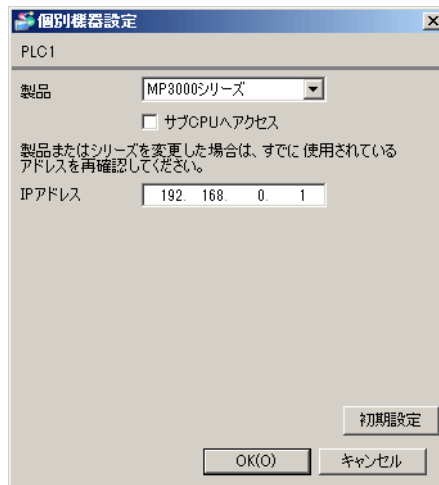 個別機器設定
PLC1
製品 MP3000シリーズ
サブCPUへアクセス
製品またはシリーズを変更した場合は、すでに使用されている
アドレスを再確認してください。
IPアドレス 192. 168. 0. 1
初期設定
OK(O) キャンセル